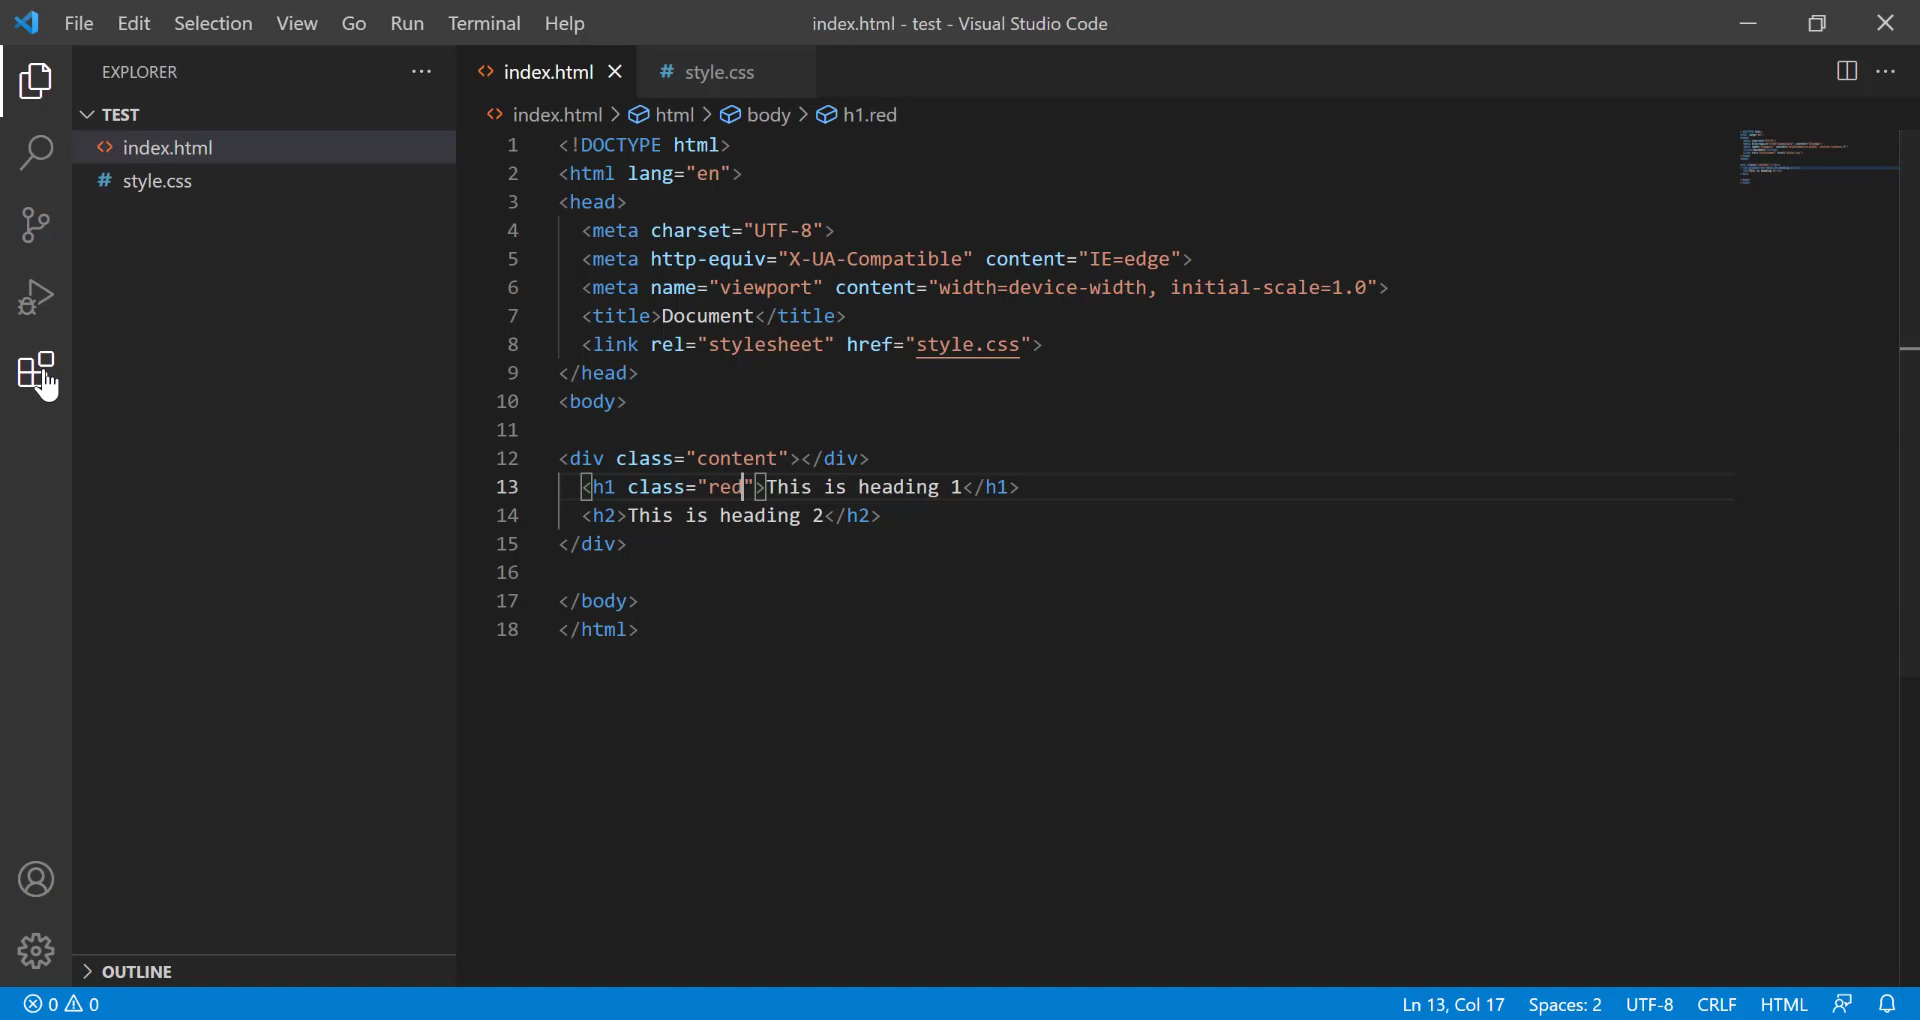 File Edit Selection View Go Run Terminal Help index.html - test - Visual Studio Code
EXPLORER
TEST
index.html
style.css
OUTLINE
index.html style.css
index.html > html > body > h1.red
1 <!DOCTYPE html>
2 <html lang="en">
3 <head>
4 <meta charset="UTF-8">
5 <meta http-equiv="X-UA-Compatible" content="IE=edge">
6 <meta name="viewport" content="width=device-width, initial-scale=1.0">
7 <title>Document</title>
8 <link rel="stylesheet" href="style.css">
9 </head>
10 <body>
11
12 <div class="content"></div>
13 <h1 class="red">This is heading 1</h1>
14 <h2>This is heading 2</h2>
15 </div>
16
17 </body>
18 </html>
0 0 Ln 13, Col 17 Spaces: 2 UTF-8 CRLF HTML